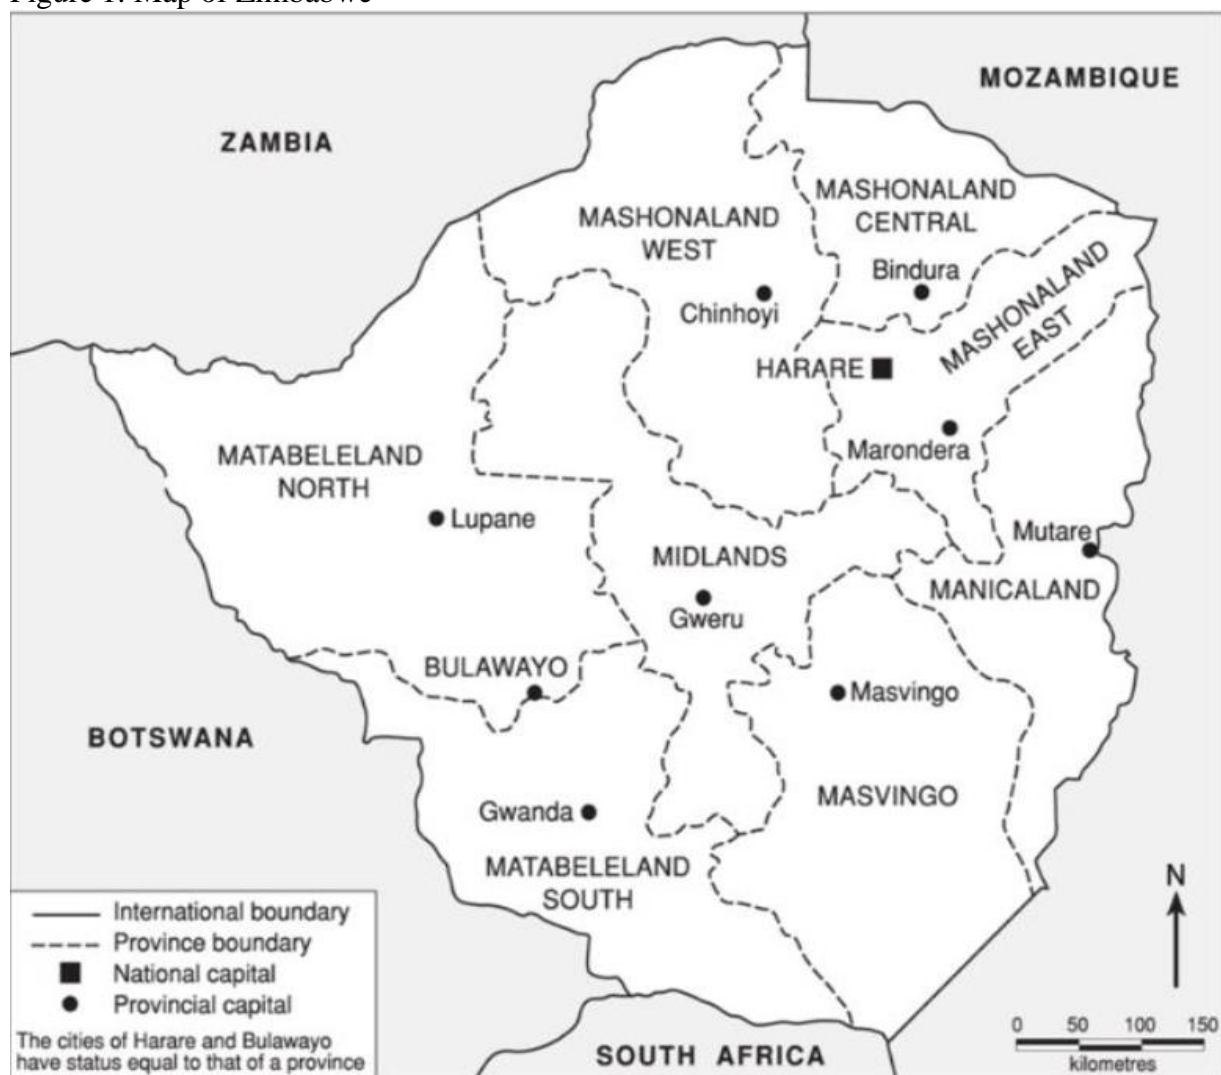 Figure 1: Map of Zimbabwe
MOZAMBIQUE
ZAMBIA
MASHONALAND
CENTRAL
MASHONALAND
WEST
Bindura
MASHONALAND
EAST
Chinhoyi
HARARE
Marondera
MATABELELAND
NORTH
Lupane
Mutare
MIDLANDS
MANICALAND
Gweru
BULAWAYO
Masvingo
BOTSWANA
MASVINGO
Gwanda
MATABELELAND
SOUTH
N
International boundary
Province boundary
National capital
Provincial capital
The cities of Harare and Bulawayo
have status equal to that of a province
0 50 100 150
kilometres
SOUTH AFRICA